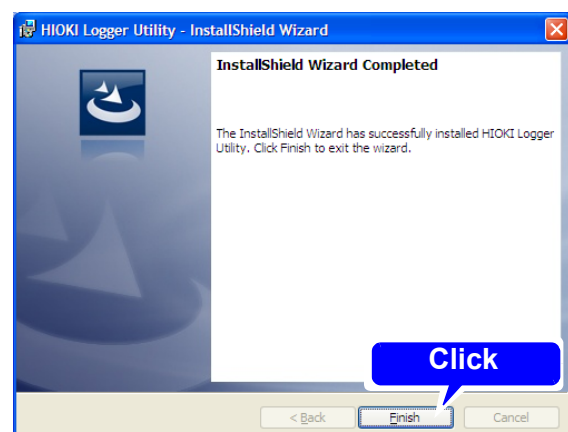 HIOKI Logger Utility - InstallShield Wizard
InstallShield Wizard Completed
The InstallShield Wizard has successfully installed HIOKI Logger
Utility. Click Finish to exit the wizard.
Click
< Back
Finish
Cancel